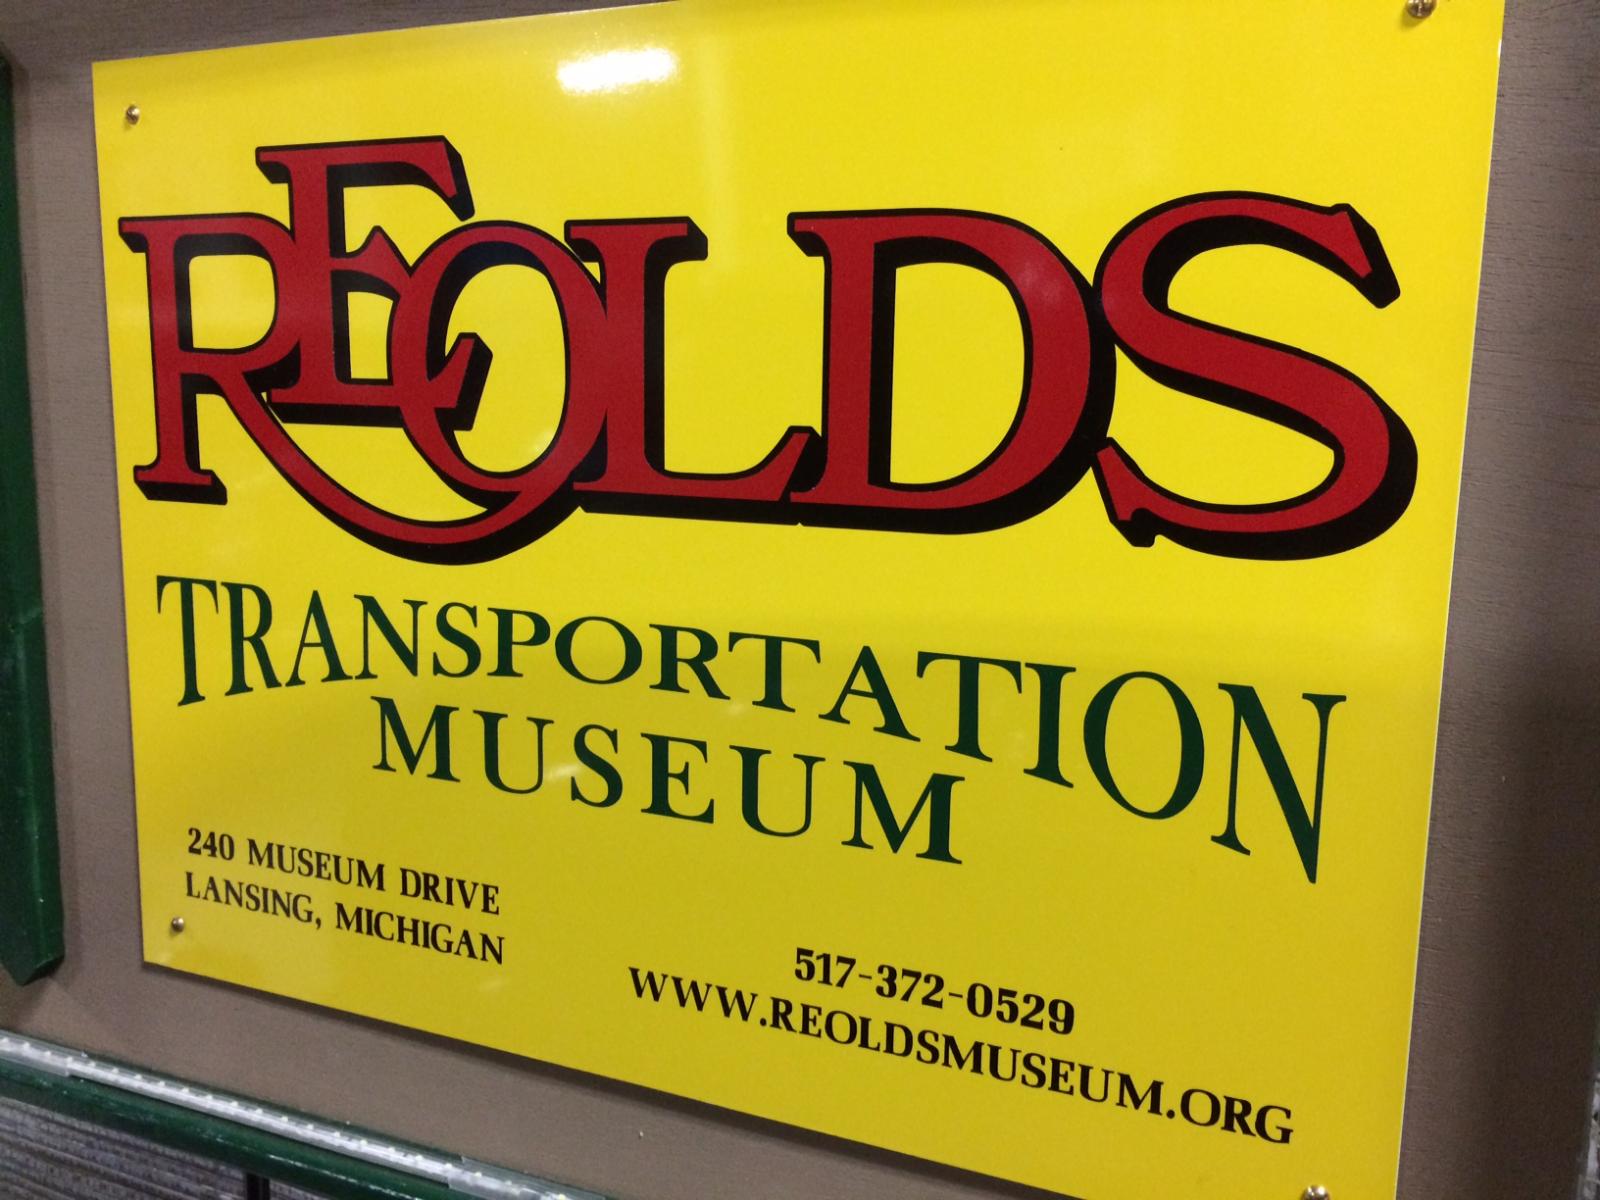 REOLDS
TRANSPORTATION
MUSEUM
240 MUSEUM DRIVE
LANSING, MICHIGAN
517-372-0529
WWW.REOLDSMUSEUM.ORG